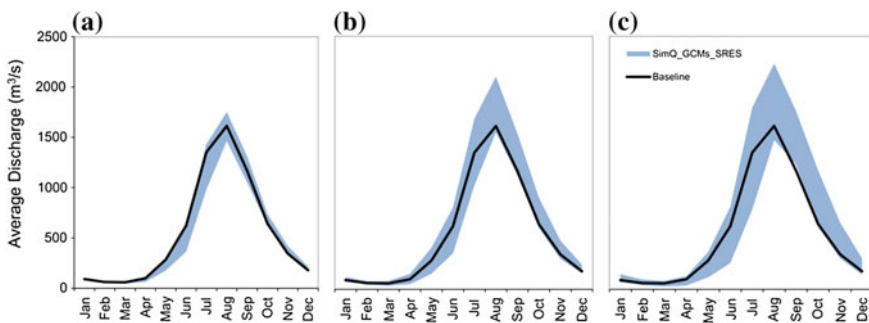 (a)
(b)
(c)
Average Discharge (m³/s)
2500
2000
1500
1000
500
0
SimQ_GCMs_SRES
Baseline
Jan Feb Mar Apr May Jun Jul Aug Sep Oct Nov Dec
Jan Feb Mar Apr May Jun Jul Aug Sep Oct Nov Dec
Jan Feb Mar Apr May Jun Jul Aug Sep Oct Nov Dec